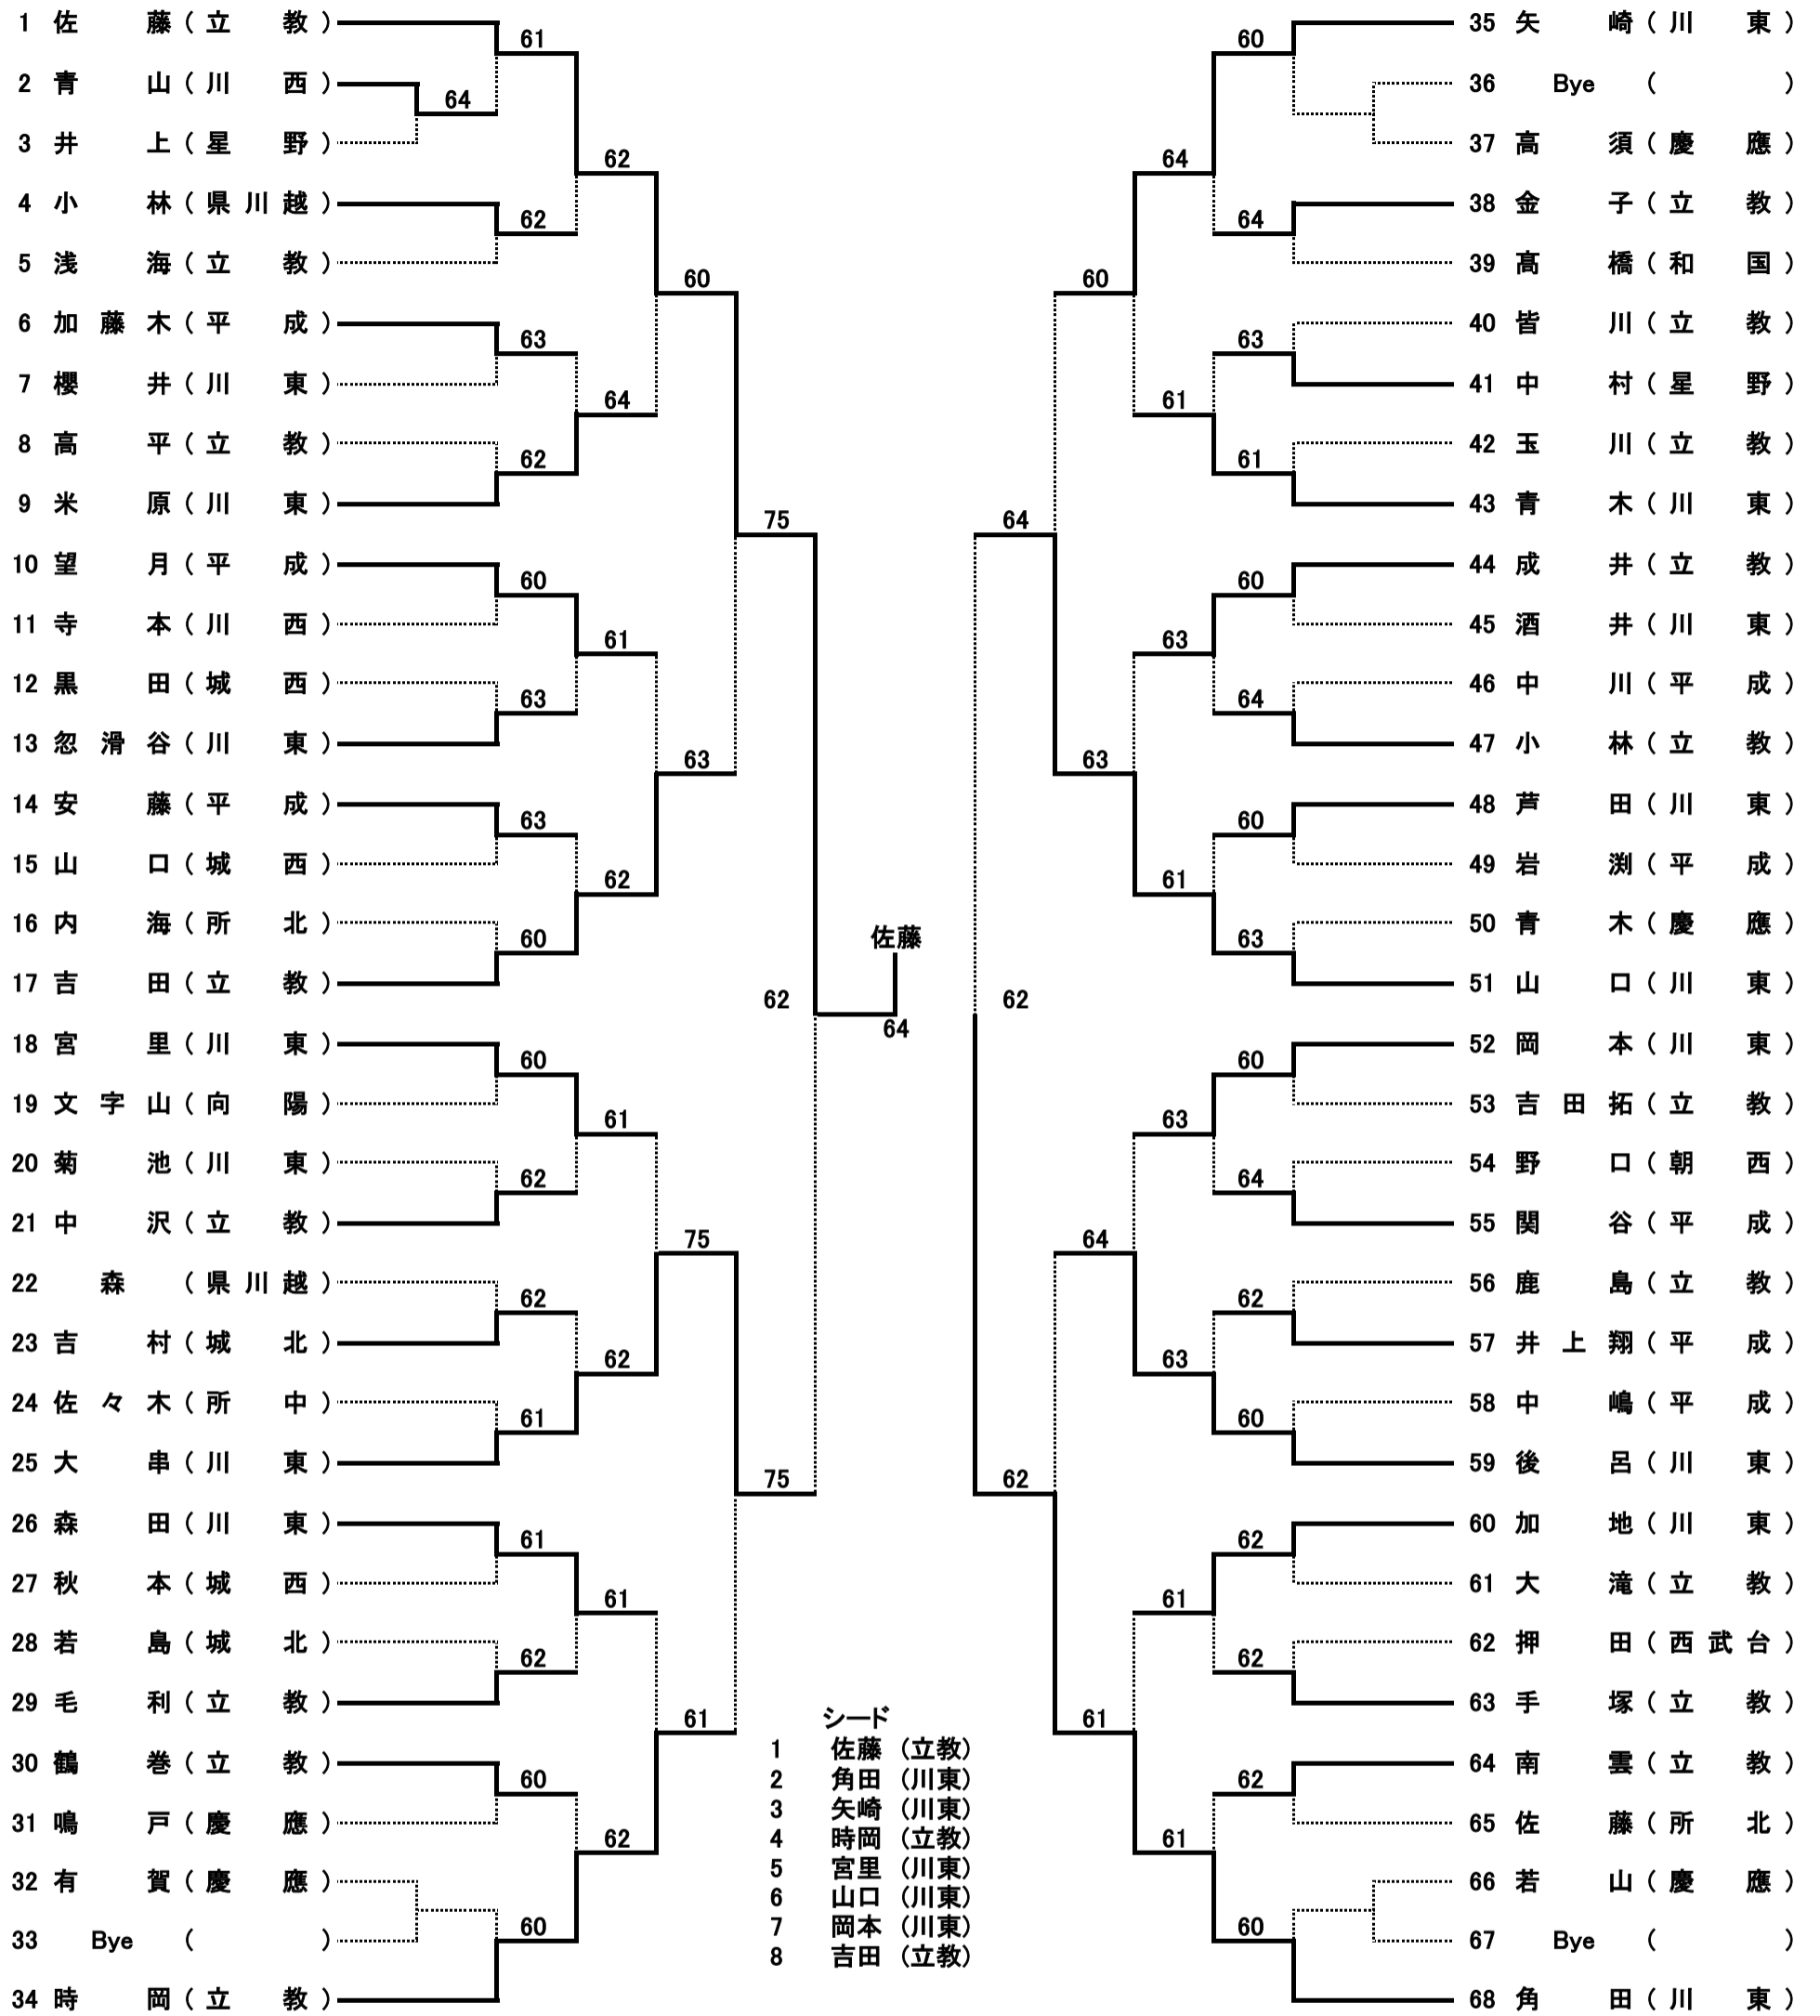 1 佐藤(立教)
2 青山(川西)
3 井上(星野)
4 小林(県川越)
5 浅海(立教)
6 加藤木(平成)
7 櫻井(川東)
8 高平(立教)
9 米原(川東)
10 望月(平成)
11 寺本(川西)
12 黒田(城西)
13 忽滑谷(川東)
14 安藤(平成)
15 山口(城西)
16 内海(所北)
17 吉田(立教)
18 宮里(川東)
19 文字山(向陽)
20 菊池(川東)
21 中沢(立教)
22 森(県川越)
23 吉村(城北)
24 佐々木(所中)
25 大串(川東)
26 森田(川東)
27 秋本(城西)
28 若島(城北)
29 毛利(立教)
30 鶴巻(立教)
31 鳴戸(慶應)
32 有賀(慶應)
33 Bye ( )
34 時岡(立教)
64
61
62
63
62
60
63
63
60
60
62
62
61
61
62
60
60
62
64
61
62
61
62
61
62
60
63
75
61
75
75
62
佐藤
64
62
64
62
60
63
64
61
64
61
63
61
63
63
61
61
60
64
63
61
60
64
60
63
60
64
62
60
62
62
62
60
シード
1 佐藤 (立教)
2 角田 (川東)
3 矢崎 (川東)
4 時岡 (立教)
5 宮里 (川東)
6 山口 (川東)
7 岡本 (川東)
8 吉田 (立教)
35 矢崎(川東)
36 Bye ( )
37 高須(慶應)
38 金子(立教)
39 髙橋(和国)
40 皆川(立教)
41 中村(星野)
42 玉川(立教)
43 青木(川東)
44 成井(立教)
45 酒井(川東)
46 中川(平成)
47 小林(立教)
48 芦田(川東)
49 岩渕(平成)
50 青木(慶應)
51 山口(川東)
52 岡本(川東)
53 吉田拓(立教)
54 野口(朝西)
55 関谷(平成)
56 鹿島(立教)
57 井上翔(平成)
58 中嶋(平成)
59 後呂(川東)
60 加地(川東)
61 大滝(立教)
62 押田(西武台)
63 手塚(立教)
64 南雲(立教)
65 佐藤(所北)
66 若山(慶應)
67 Bye ( )
68 角田(川東)